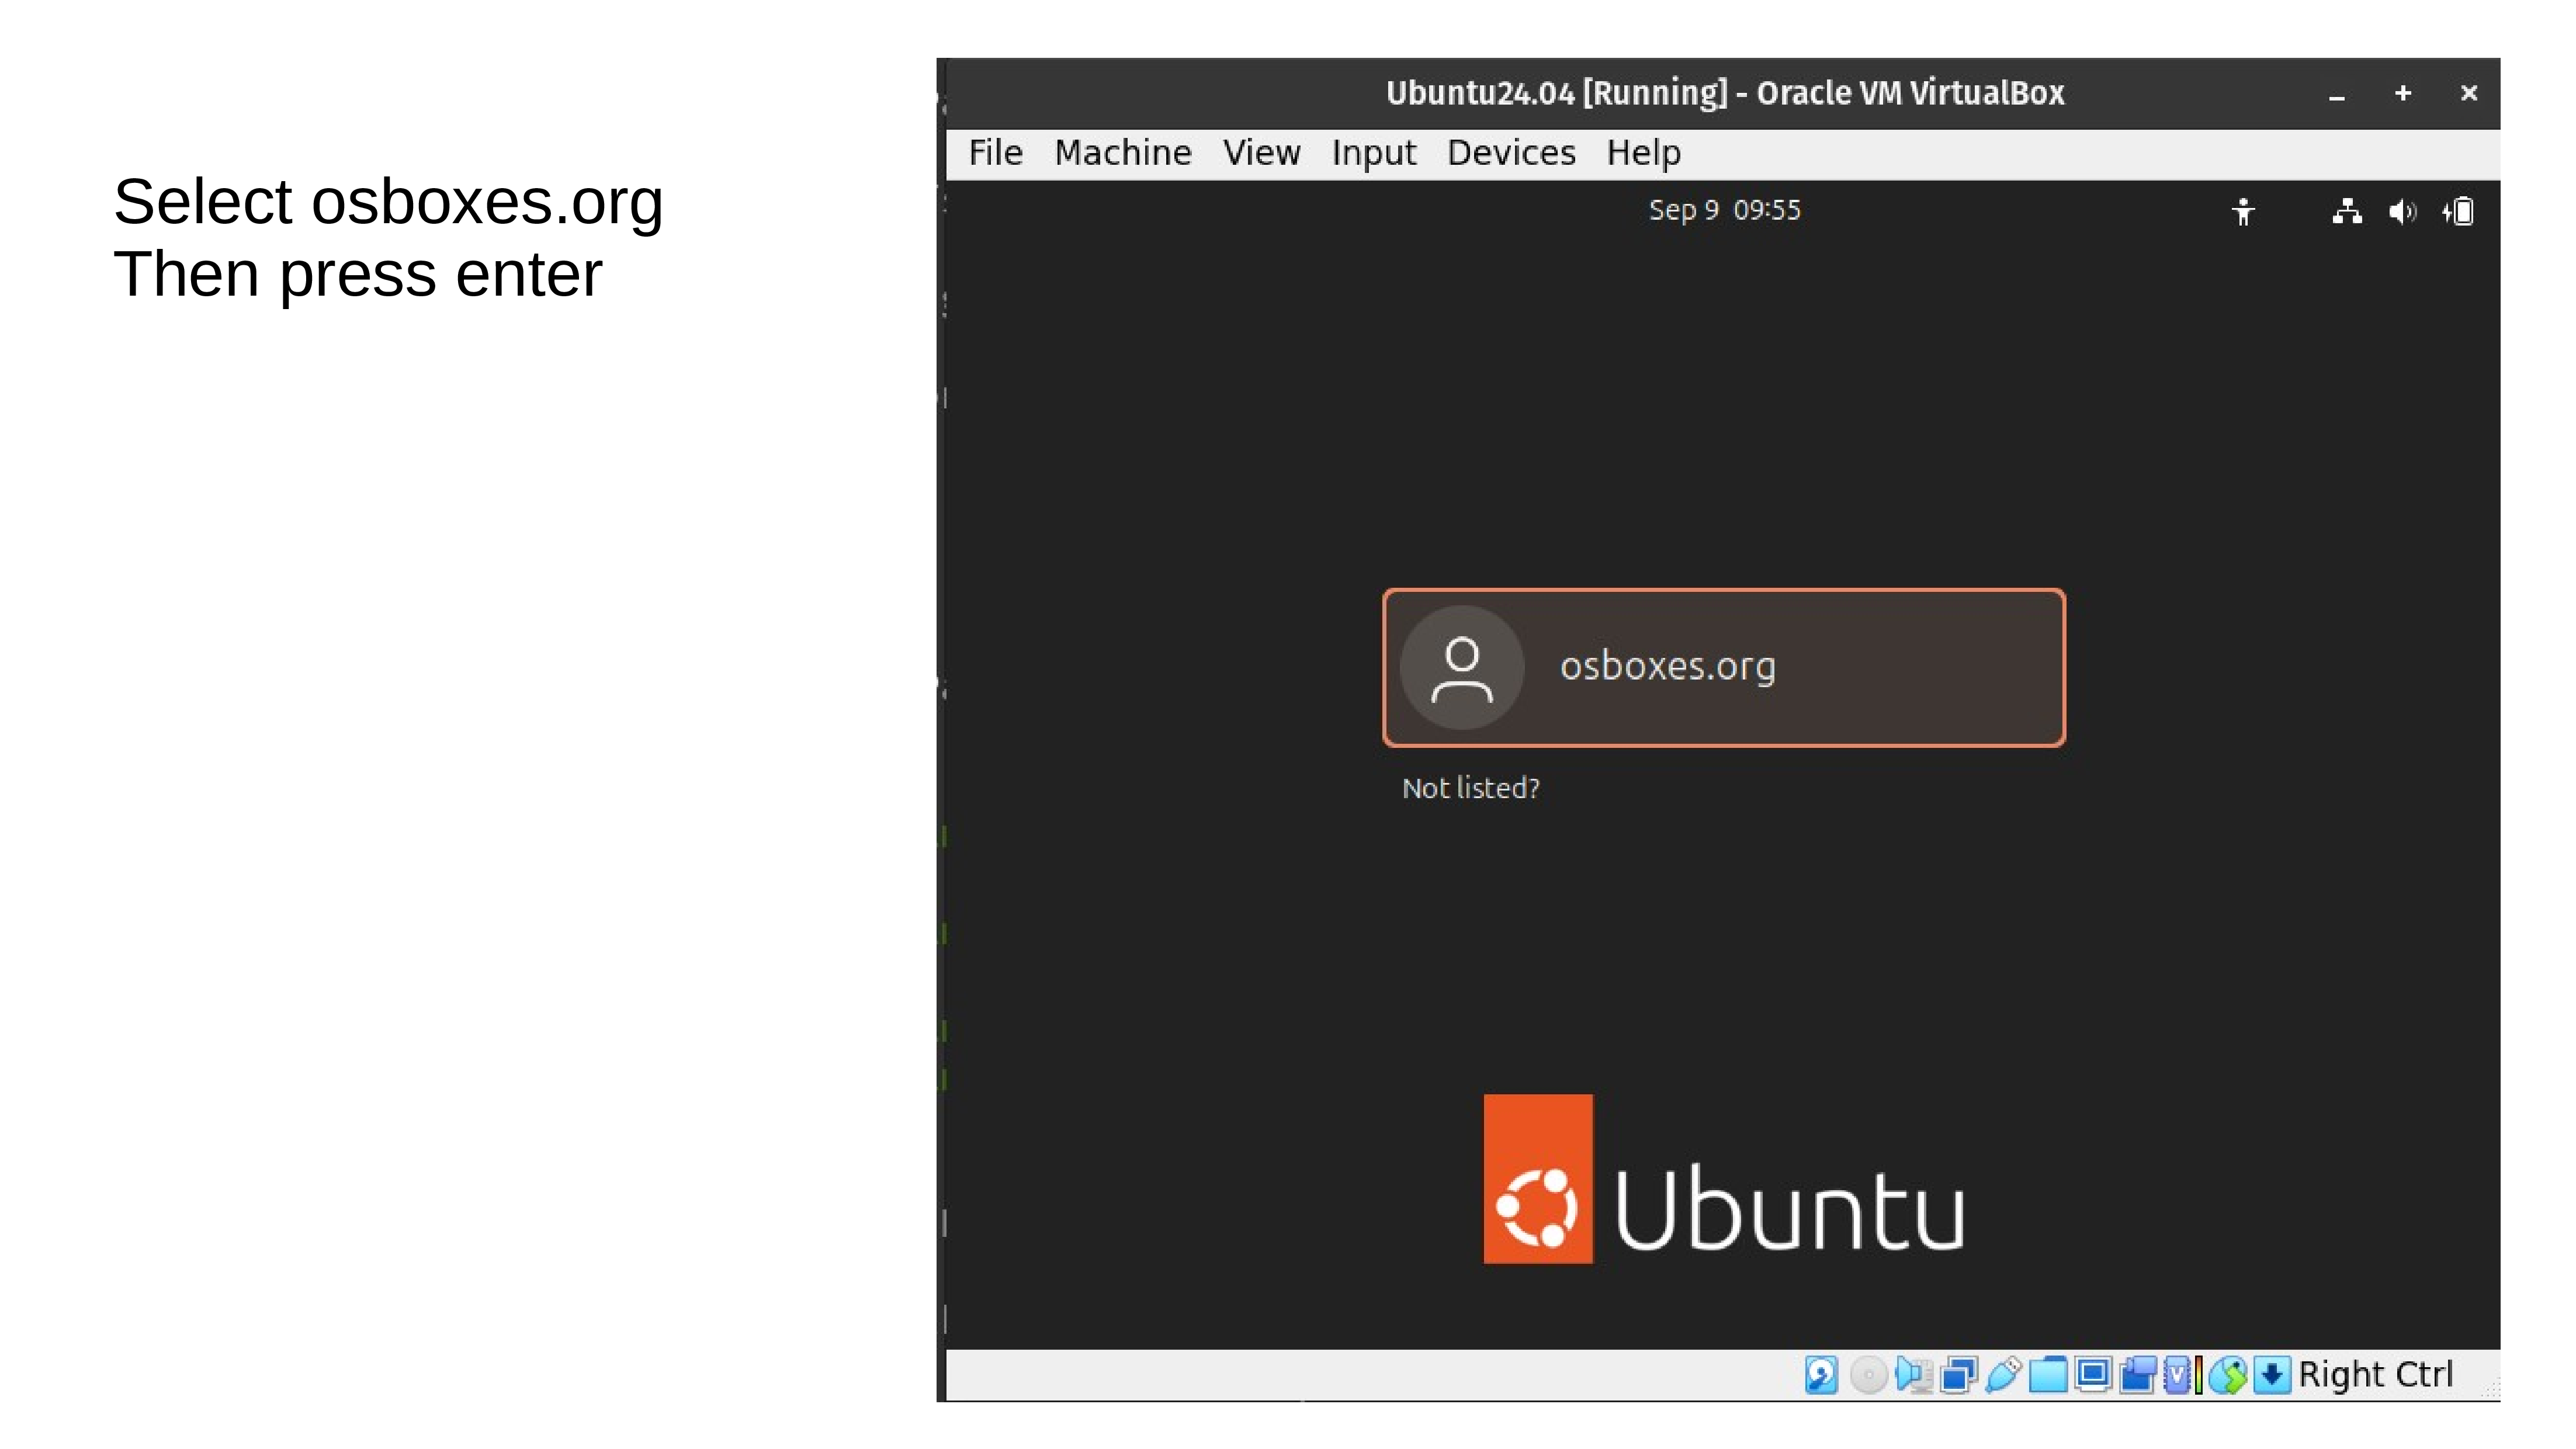 Select osboxes.org
Then press enter
Ubuntu24.04 [Running] - Oracle VM VirtualBox
File Machine View Input Devices Help
Sep 9 09:55
osboxes.org
Not listed?
Ubuntu
Right Ctrl